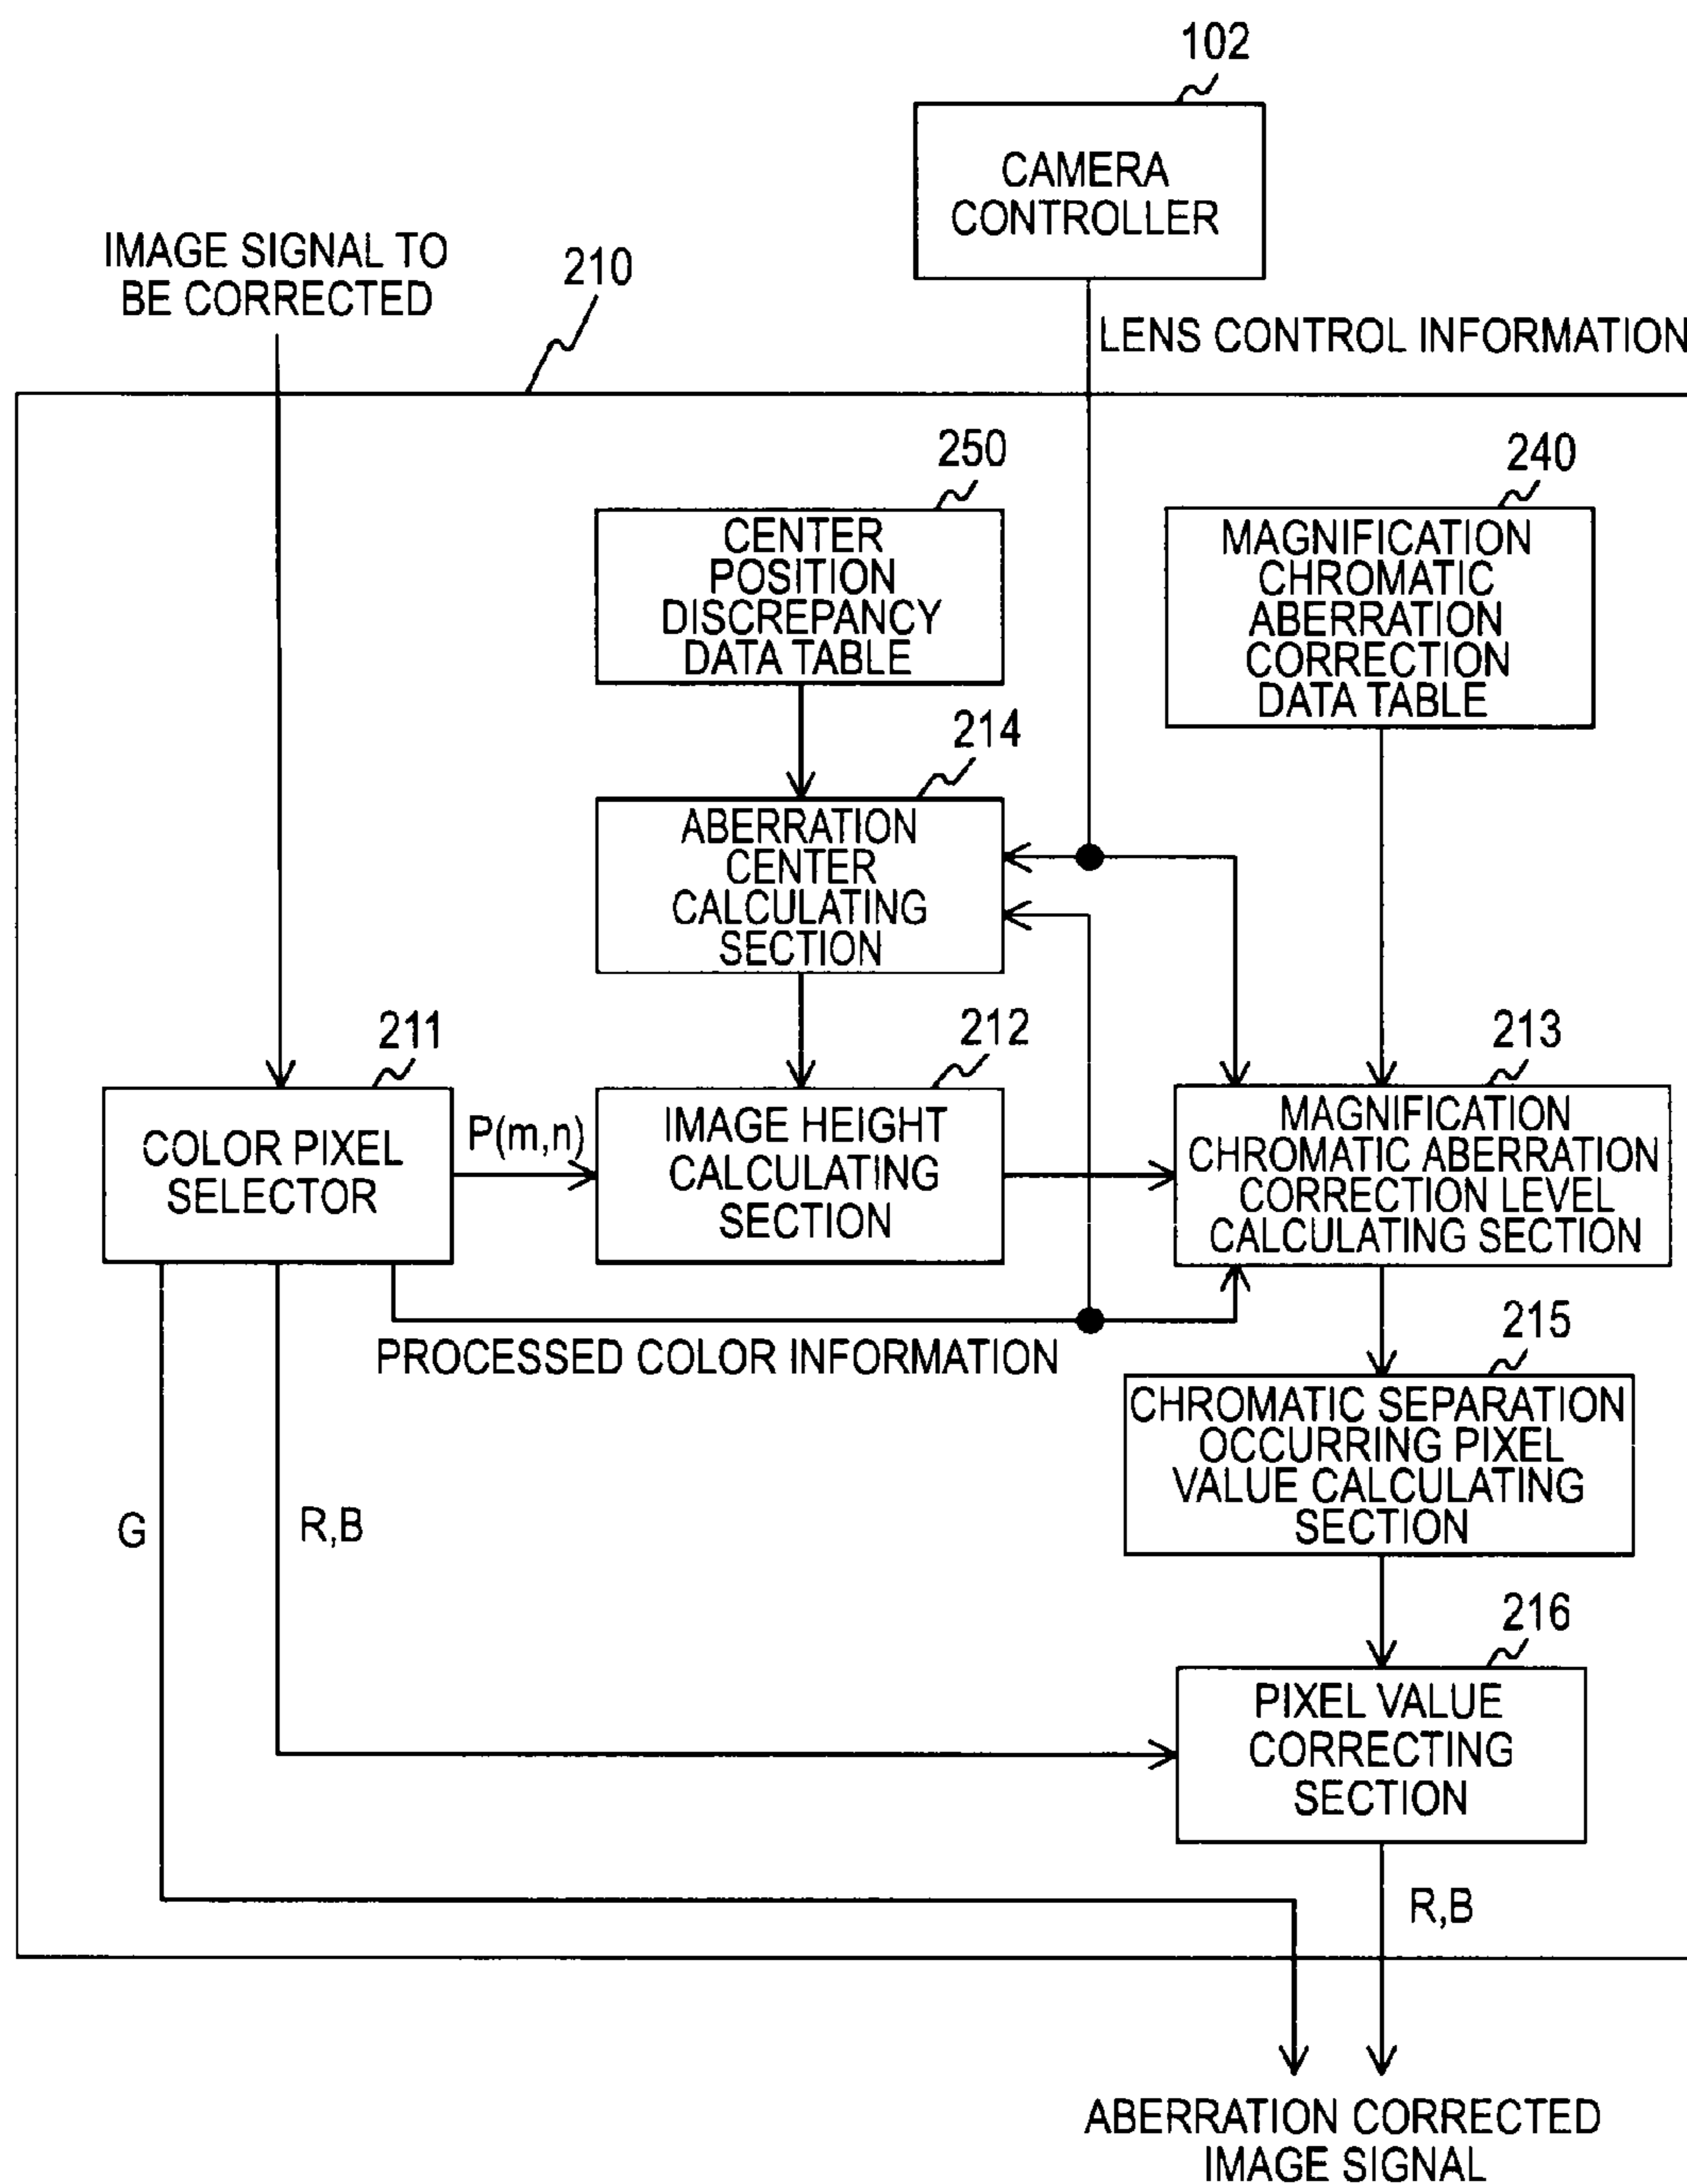 102
CAMERA
CONTROLLER
IMAGE SIGNAL TO
BE CORRECTED
210
LENS CONTROL INFORMATION
250
CENTER
POSITION
DISCREPANCY
DATA TABLE
240
MAGNIFICATION
CHROMATIC
ABERRATION
CORRECTION
DATA TABLE
214
ABERRATION
CENTER
CALCULATING
SECTION
211
COLOR PIXEL
SELECTOR
P(m,n)
212
IMAGE HEIGHT
CALCULATING
SECTION
213
MAGNIFICATION
CHROMATIC ABERRATION
CORRECTION LEVEL
CALCULATING SECTION
PROCESSED COLOR INFORMATION
215
CHROMATIC SEPARATION
OCCURRING PIXEL
VALUE CALCULATING
SECTION
G
R,B
216
PIXEL VALUE
CORRECTING
SECTION
R,B
ABERRATION CORRECTED
IMAGE SIGNAL